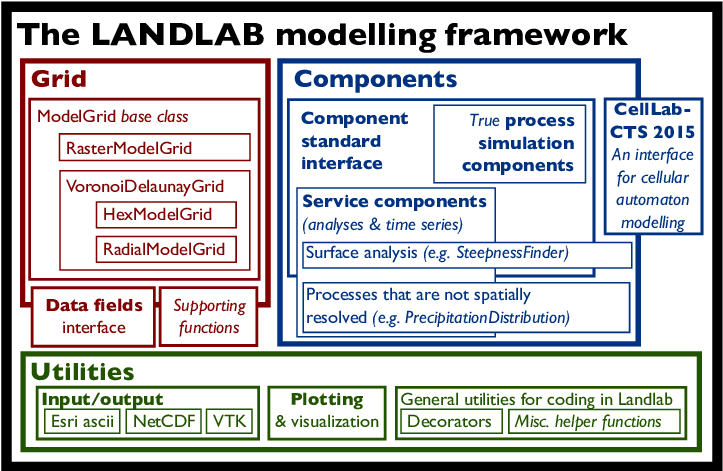 The LANDLAB modelling framework
Grid
ModelGrid base class
RasterModelGrid
VoronoiDelaunayGrid
HexModelGrid
RadialModelGrid
Data fields
interface
Supporting
functions
Components
Component
standard
interface
True process
simulation
components
Service components
(analyses & time series)
Surface analysis (e.g. SteepnessFinder)
Processes that are not spatially
resolved (e.g. PrecipitationDistribution)
CellLab-
CTS 2015
An interface
for cellular
automaton
modelling
Utilities
Input/output
Esri ascii
NetCDF
VTK
Plotting
& visualization
General utilities for coding in Landlab
Decorators
Misc. helper functions